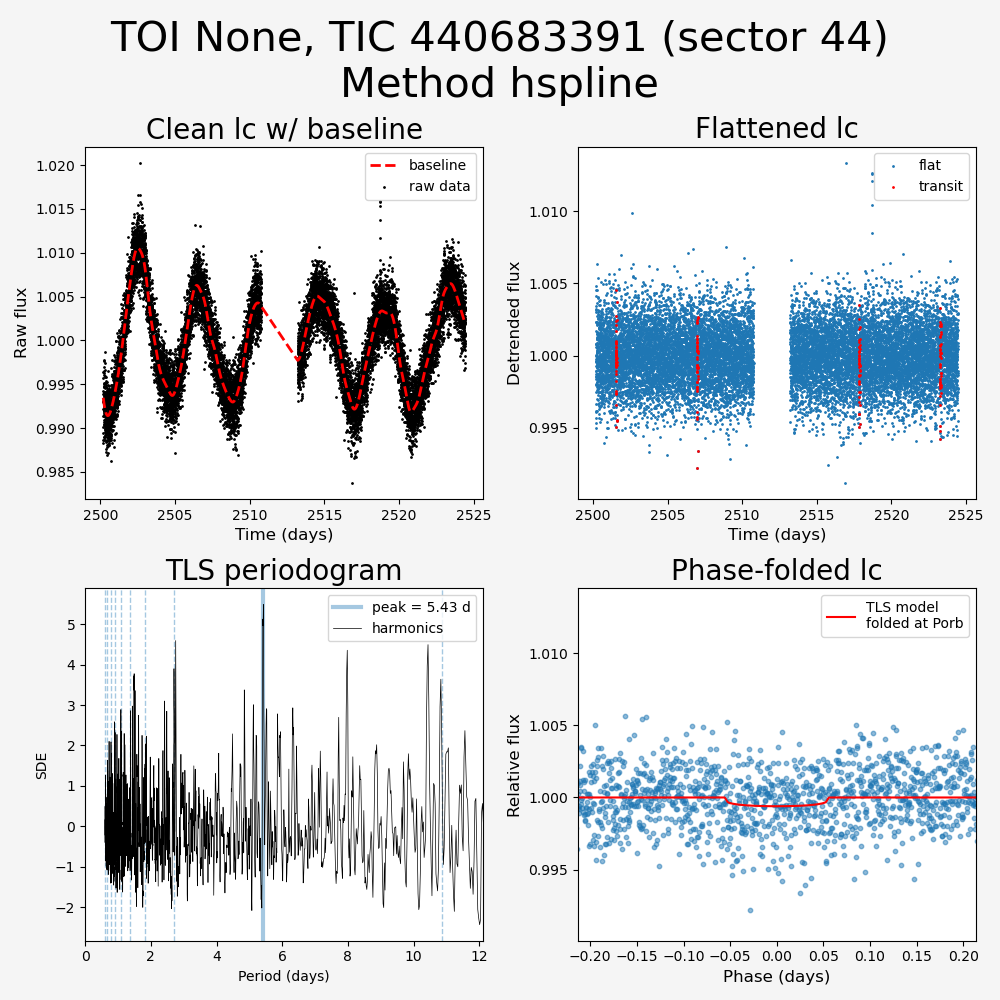 TOI None, TIC 440683391 (sector 44)
Method hspline
Clean lc w/ baseline
Raw flux
1.020
1.015
1.010
1.005
1.000
0.995
0.990
0.985
baseline
raw data
2500
2505
2510
2515
2520
2525
Time (days)
Flattened lc
Detrended flux
1.010
1.005
1.000
0.995
flat
transit
2500
2505
2510
2515
2520
2525
Time (days)
TLS periodogram
SDE
5
4
3
2
1
0
−1
−2
peak = 5.43 d
harmonics
0
2
4
6
8
10
12
Period (days)
Phase-folded lc
Relative flux
1.010
1.005
1.000
0.995
TLS model
folded at Porb
−0.20
−0.15
−0.10
−0.05
0.00
0.05
0.10
0.15
0.20
Phase (days)